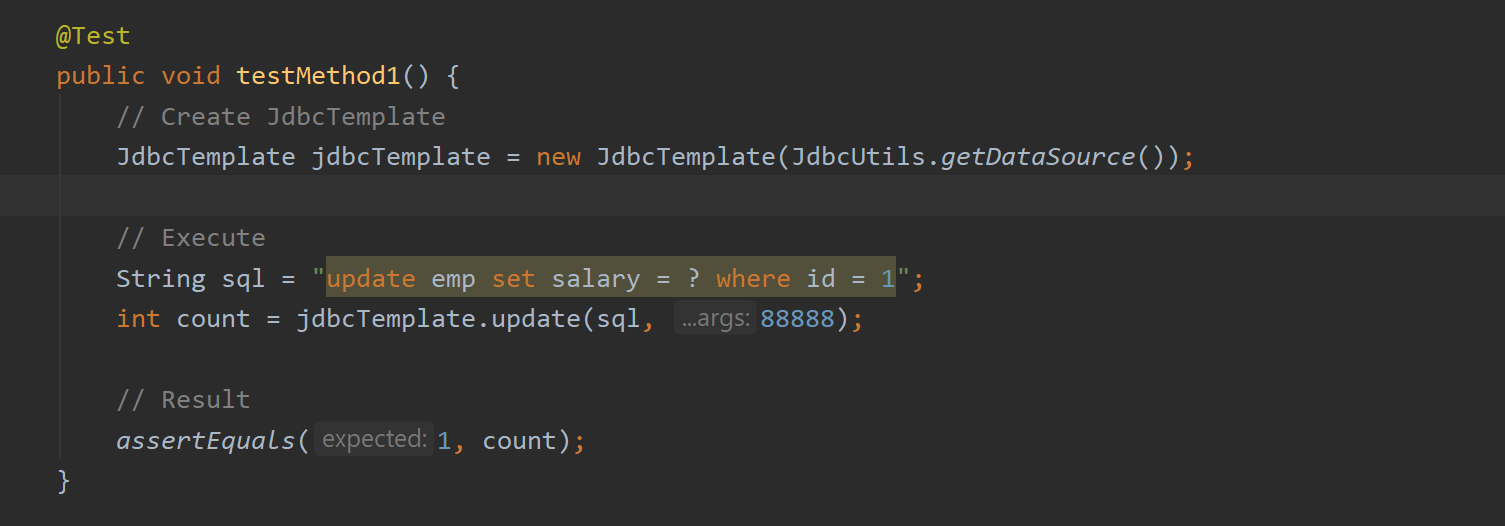 @Test
public void testMethod1() {
// Create JdbcTemplate
JdbcTemplate jdbcTemplate = new JdbcTemplate(JdbcUtils.getDataSource());
// Execute
String sql = "update emp set salary = ? where id = 1";
int count = jdbcTemplate.update(sql, ...args: 88888);
// Result
assertEquals( expected: 1, count);
}